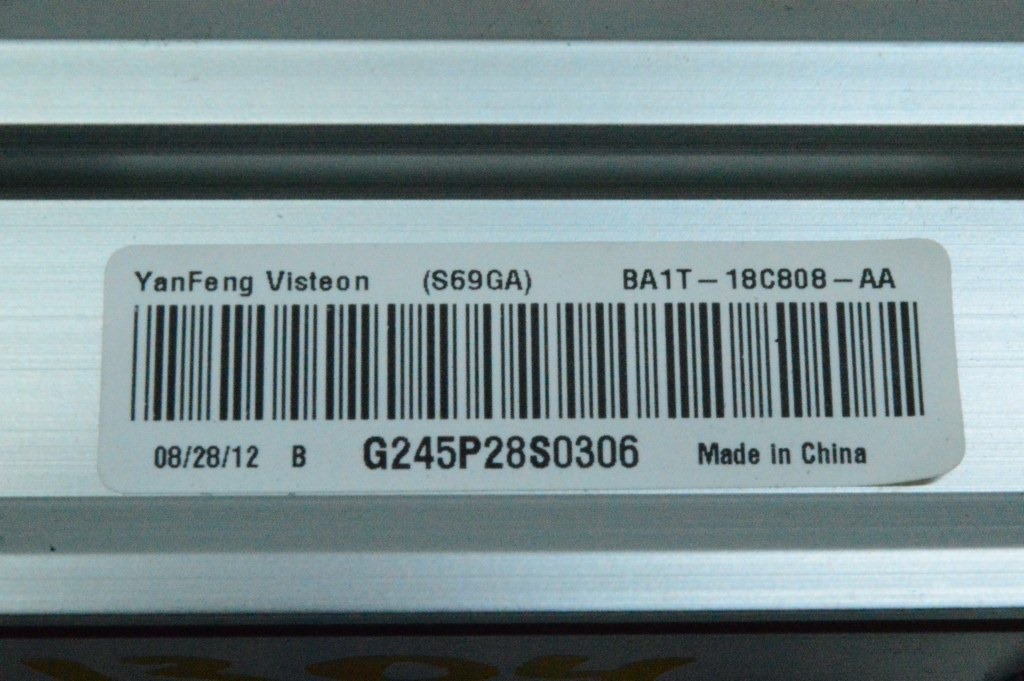 YanFeng Visteon (S69GA) BA1T-18C808-AA
08/28/12 B G245P28S0306 Made in China